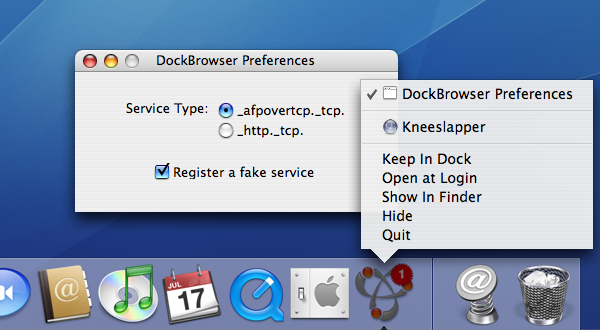 DockBrowser Preferences
Service Type: _afpovertcp._tcp.
_http._tcp.
Register a fake service
DockBrowser Preferences
Kneeslapper
Keep In Dock
Open at Login
Show In Finder
Hide
Quit
@
JUL
17
1
@